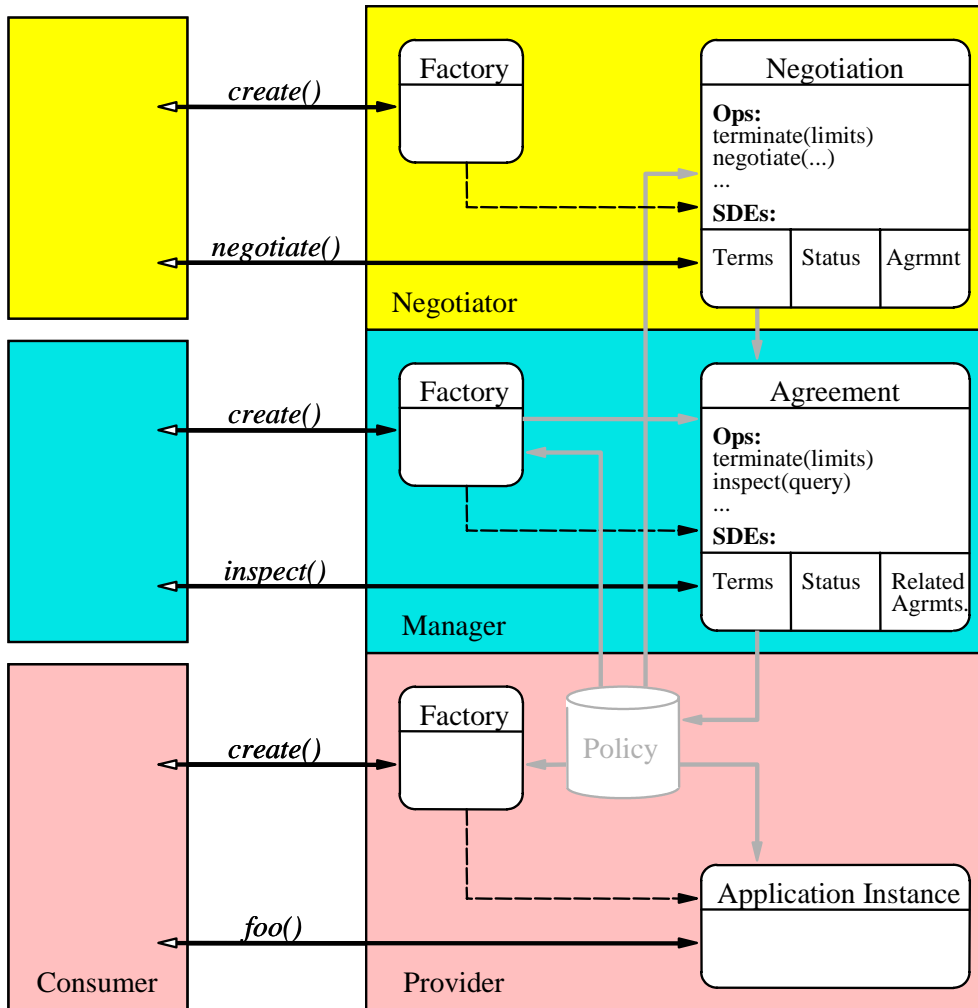 Factory
Negotiation
create()
Ops:
terminate(limits)
negotiate(...)
...
SDEs:
negotiate()
Terms
Status
Agrmnt
Negotiator
Factory
Agreement
create()
Ops:
terminate(limits)
inspect(query)
...
SDEs:
inspect()
Terms
Status
Related
Agrmts.
Manager
Factory
Policy
create()
Application Instance
foo()
Consumer
Provider